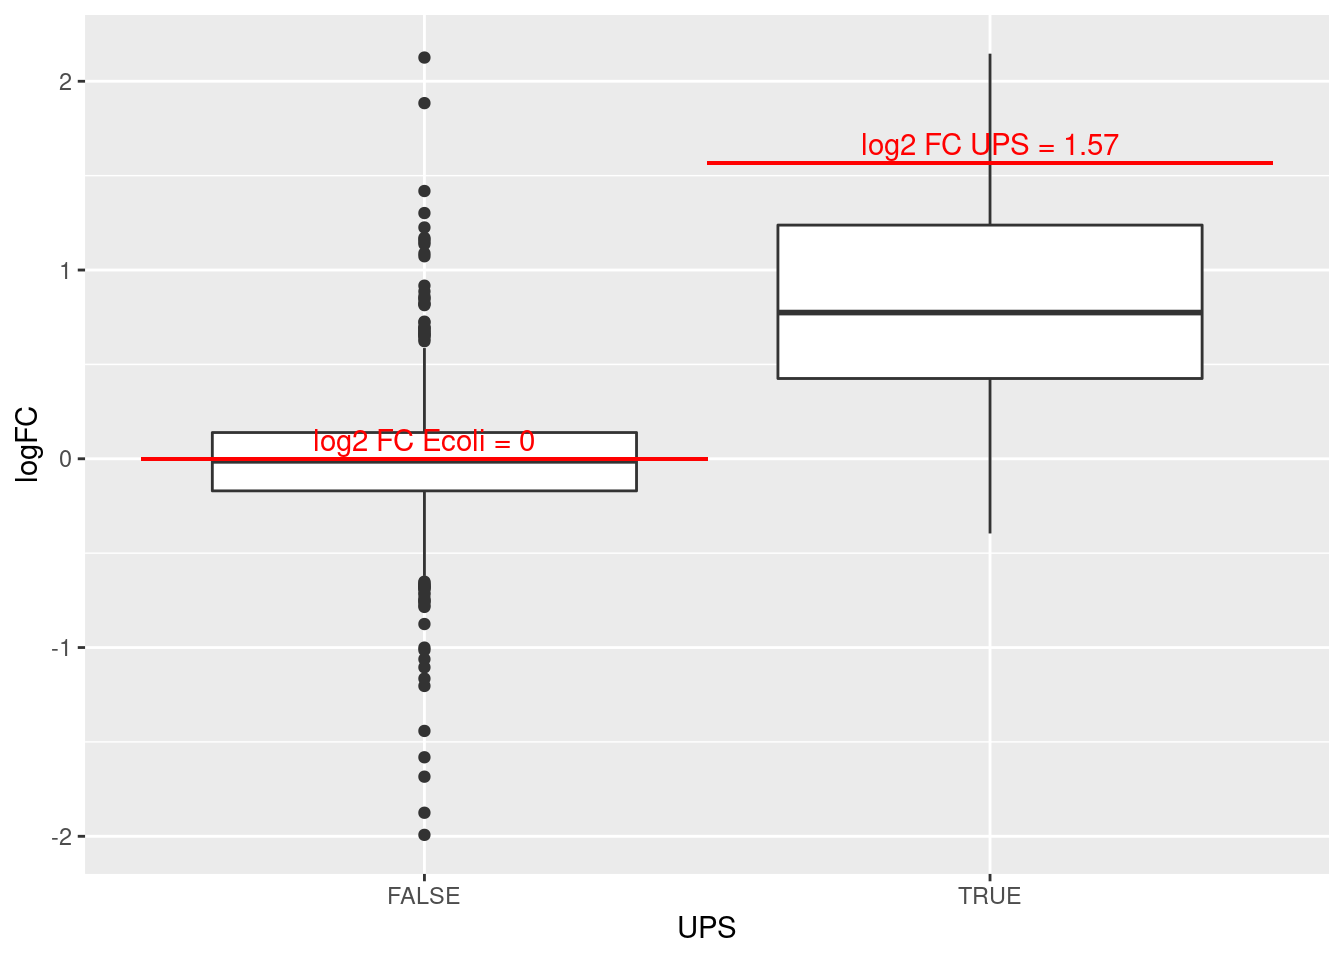 2
log2 FC UPS = 1.57
1
logFC
log2 FC Ecoli = 0
0
-1
-2
FALSE
TRUE
UPS